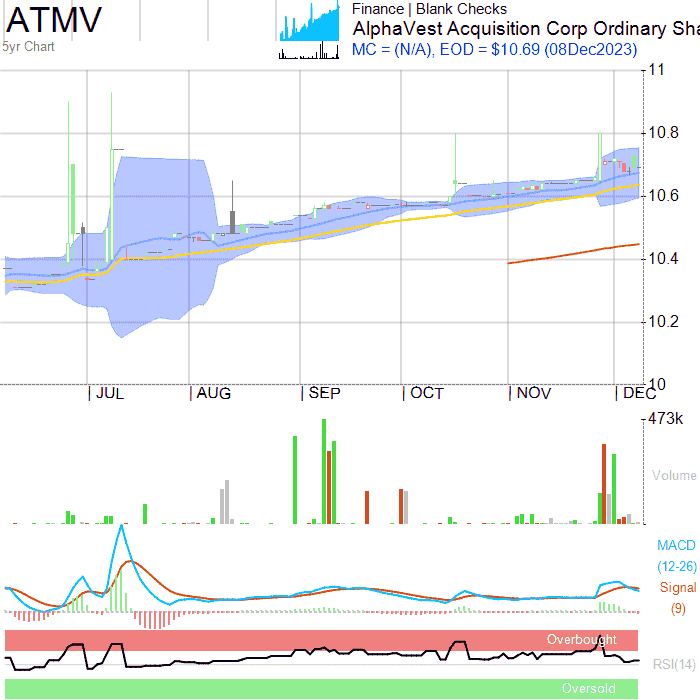 ATMV
5yr Chart
Finance | Blank Checks
AlphaVest Acquisition Corp Ordinary Sha
MC = (N/A), EOD = $10.69 (08Dec2023)
11
10.8
10.6
10.4
10.2
10
JUL AUG SEP OCT NOV DEC
473k
Volume
MACD
(12-26)
Signal
(9)
Overbought
RSI(14)
Oversold